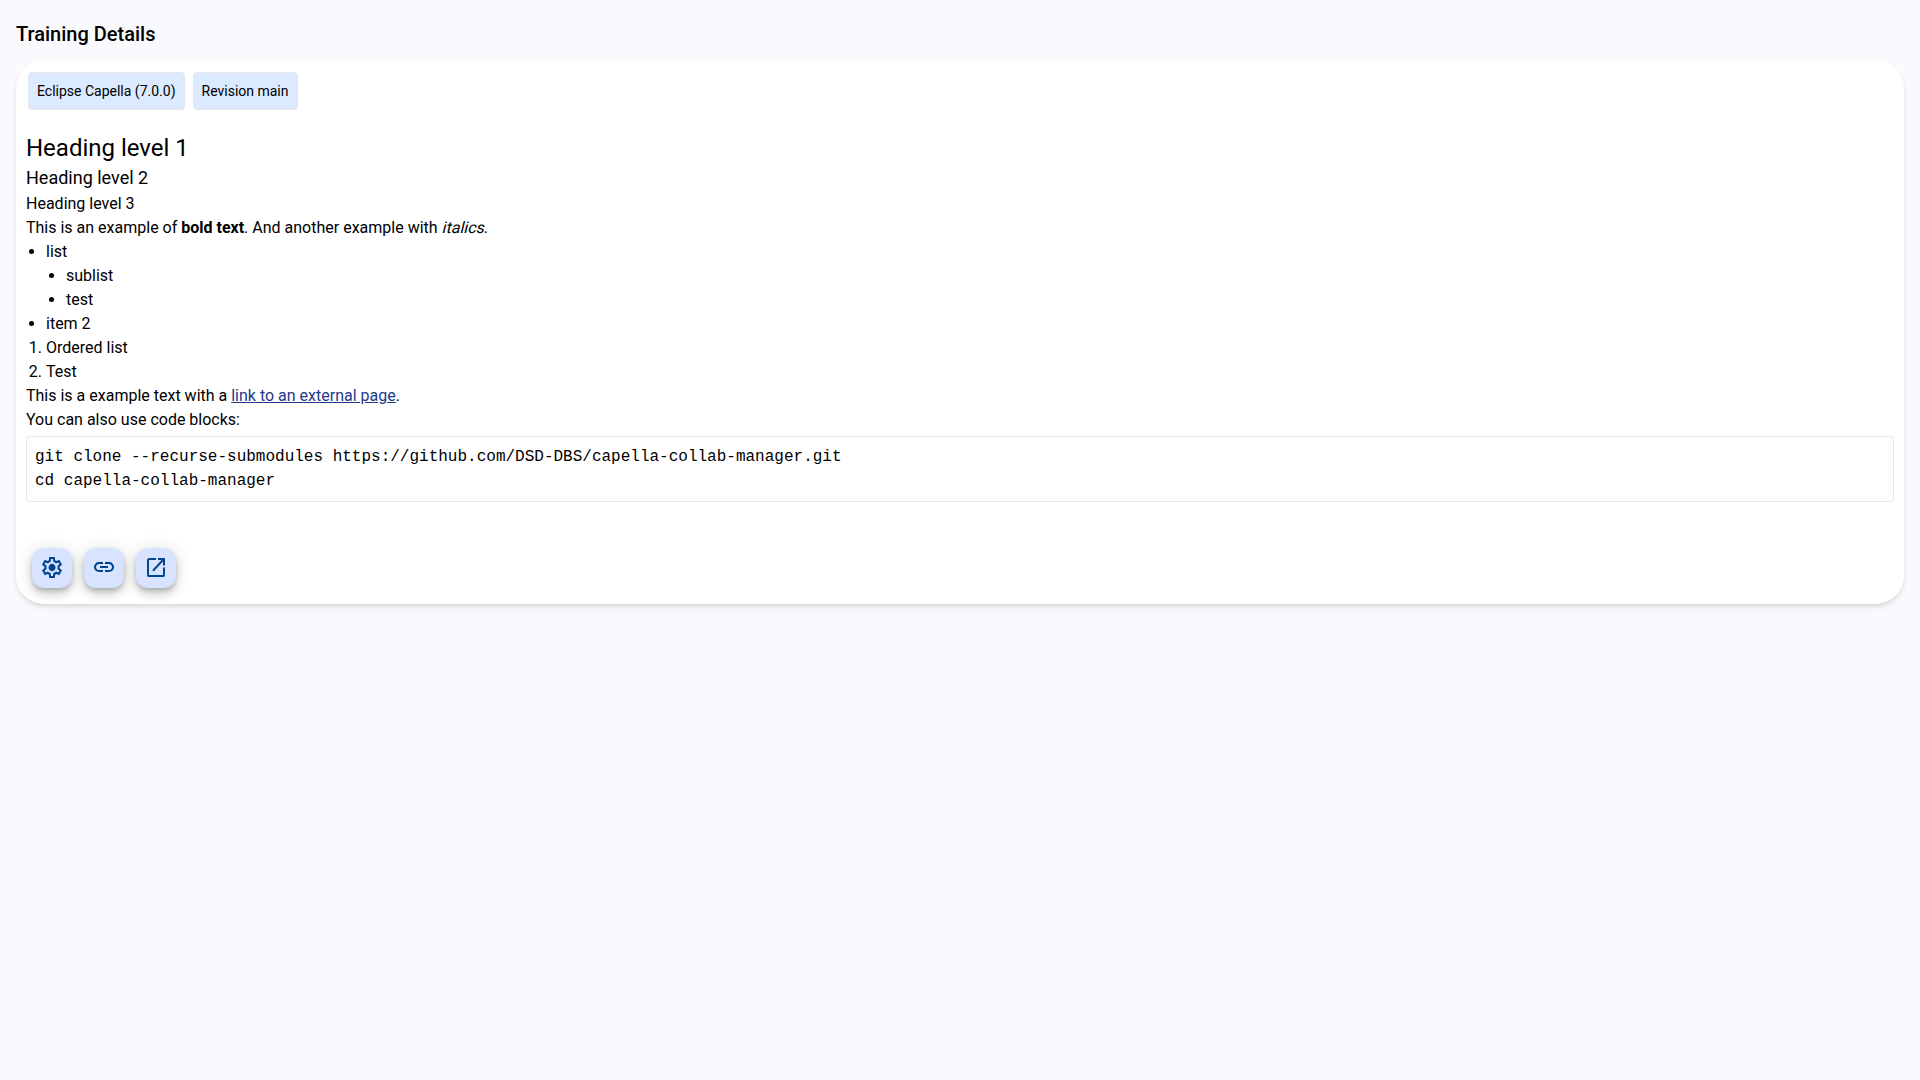 Training Details
Eclipse Capella (7.0.0) Revision main
Heading level 1
Heading level 2
Heading level 3
This is an example of bold text. And another example with italics.
• list
• sublist
• test
• item 2
1. Ordered list
2. Test
This is a example text with a link to an external page.
You can also use code blocks:
git clone --recurse-submodules https://github.com/DSD-DBS/capella-collab-manager.git
cd capella-collab-manager